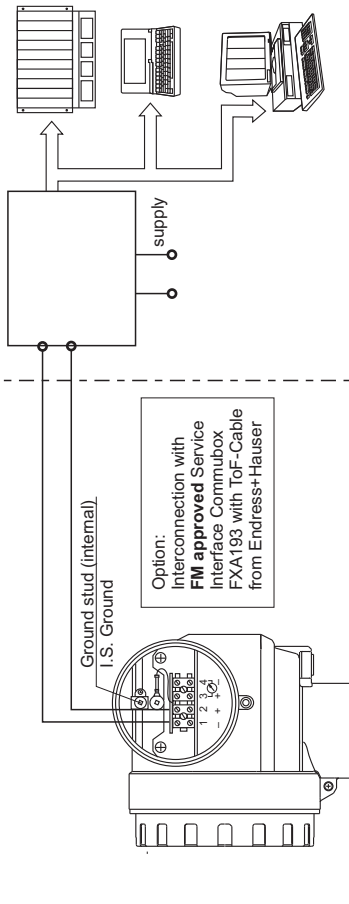 supply
Ground stud (internal)
I.S. Ground
Option:
Interconnection with
FM approved Service
Interface Commubox
FXA193 with ToF-Cable
from Endress+Hauser
1 2 3 4
– + + –